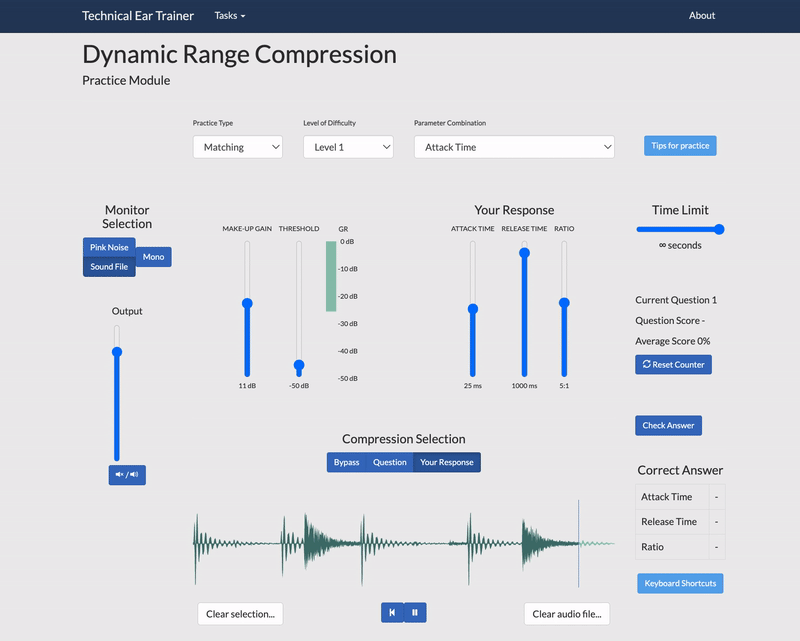 Technical Ear Trainer Tasks About
Dynamic Range Compression
Practice Module
Practice Type Level of Difficulty Parameter Combination
Matching Level 1 Attack Time Tips for practice
Monitor
Selection
Pink Noise
Sound File
Mono
Output
MAKE-UP GAIN THRESHOLD GR
0 dB
-10 dB
-20 dB
-30 dB
-40 dB
-50 dB
11 dB -50 dB
Your Response
ATTACK TIME RELEASE TIME RATIO
25 ms 1000 ms 5:1
Time Limit
∞ seconds
Current Question 1
Question Score -
Average Score 0%
Reset Counter
Check Answer
Compression Selection
Bypass Question Your Response
Correct Answer
Attack Time -
Release Time -
Ratio -
Keyboard Shortcuts
Clear selection... Clear audio file...